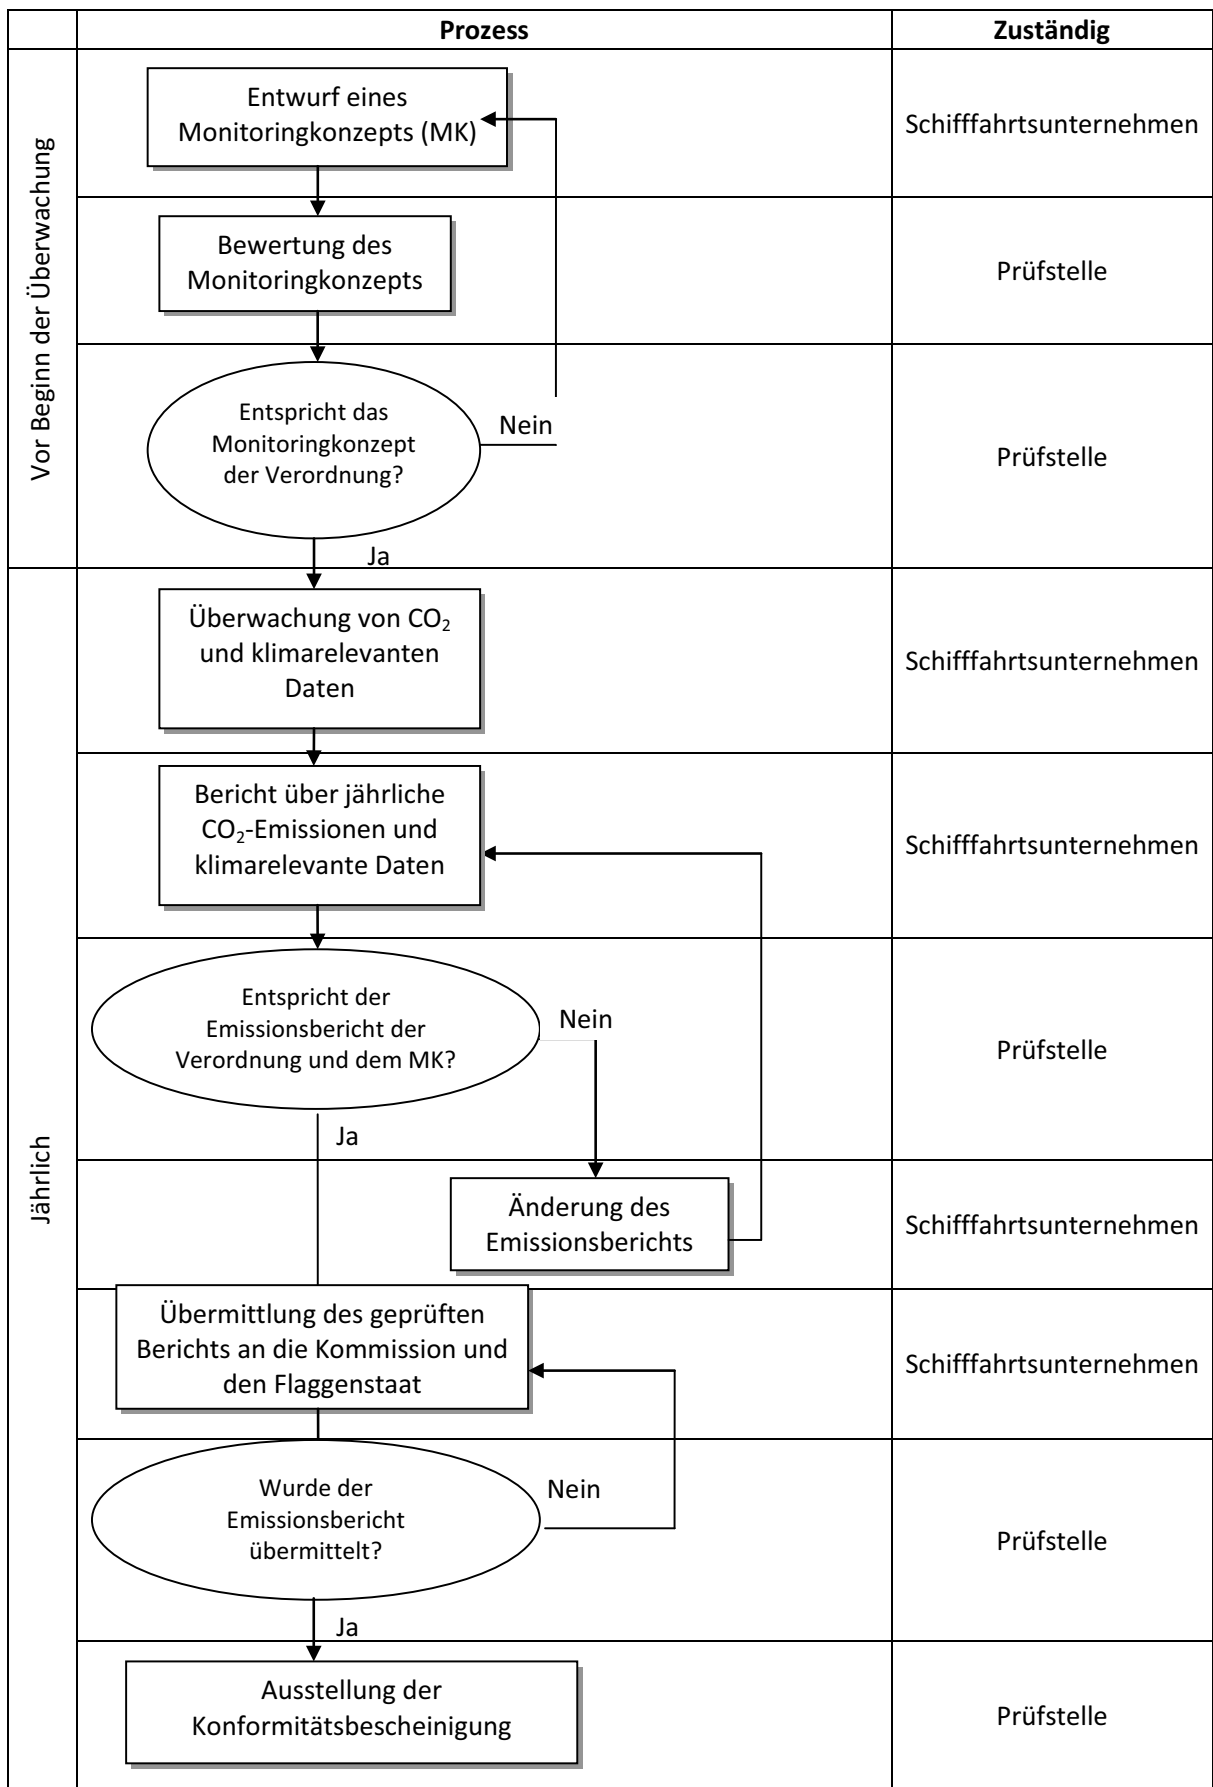 Prozess
Zuständig
Vor Beginn der Überwachung
Entwurf eines
Monitoringkonzepts (MK)
Schifffahrtsunternehmen
Bewertung des
Monitoringkonzepts
Prüfstelle
Entspricht das
Monitoringkonzept
der Verordnung?
Nein
Prüfstelle
Ja
Jährlich
Überwachung von CO₂
und klimarelevanten
Daten
Schifffahrtsunternehmen
Bericht über jährliche
CO₂-Emissionen und
klimarelevante Daten
Schifffahrtsunternehmen
Entspricht der
Emissionsbericht der
Verordnung und dem MK?
Nein
Prüfstelle
Ja
Änderung des
Emissionsberichts
Schifffahrtsunternehmen
Übermittlung des geprüften
Berichts an die Kommission und
den Flaggenstaat
Schifffahrtsunternehmen
Wurde der
Emissionsbericht
übermittelt?
Nein
Prüfstelle
Ja
Ausstellung der
Konformitätsbescheinigung
Prüfstelle